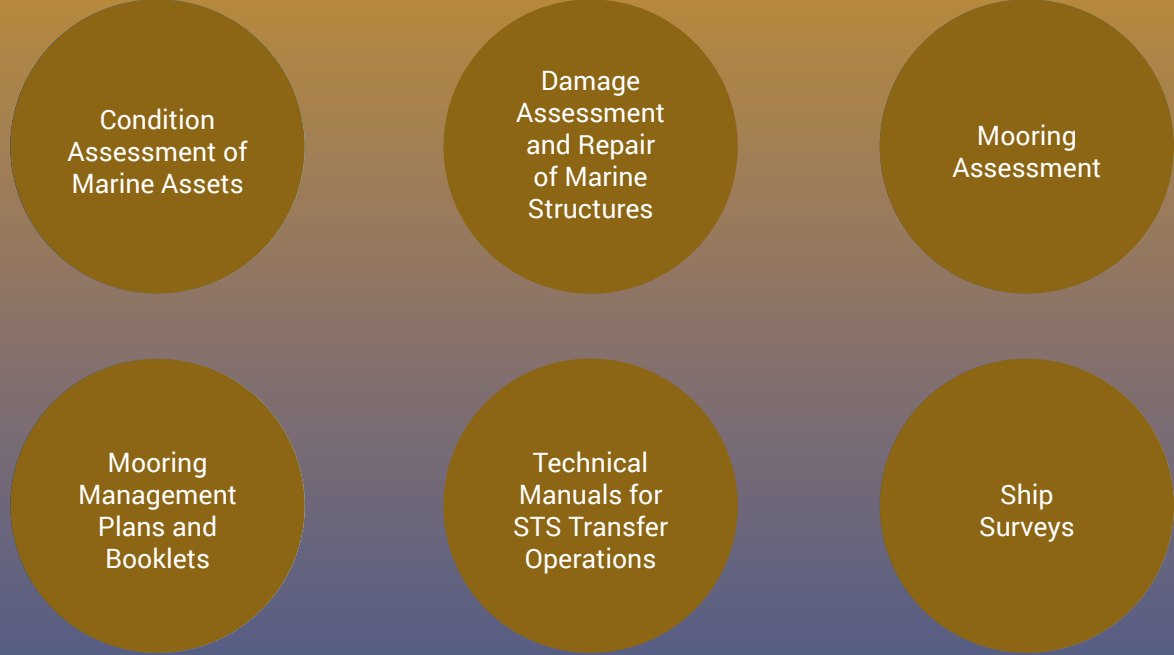 Condition
Assessment of
Marine Assets
Damage
Assessment
and Repair
of Marine
Structures
Mooring
Assessment
Mooring
Management
Plans and
Booklets
Technical
Manuals for
STS Transfer
Operations
Ship
Surveys